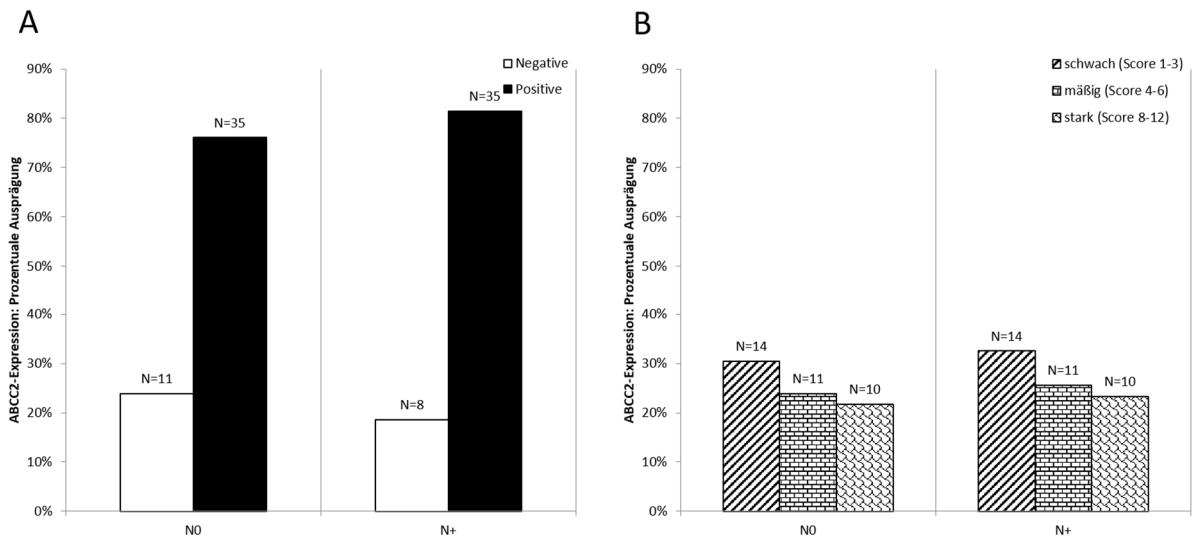 A
ABCC2-Expression: Prozentuale Ausprägung
90%
80%
70%
60%
50%
40%
30%
20%
10%
0%
Negative
Positive
N=11
N=35
N=8
N=35
N0
N+
B
ABCC2-Expression: Prozentuale Ausprägung
90%
80%
70%
60%
50%
40%
30%
20%
10%
0%
schwach (Score 1-3)
mäßig (Score 4-6)
stark (Score 8-12)
N=14
N=11
N=10
N=14
N=11
N=10
N0
N+